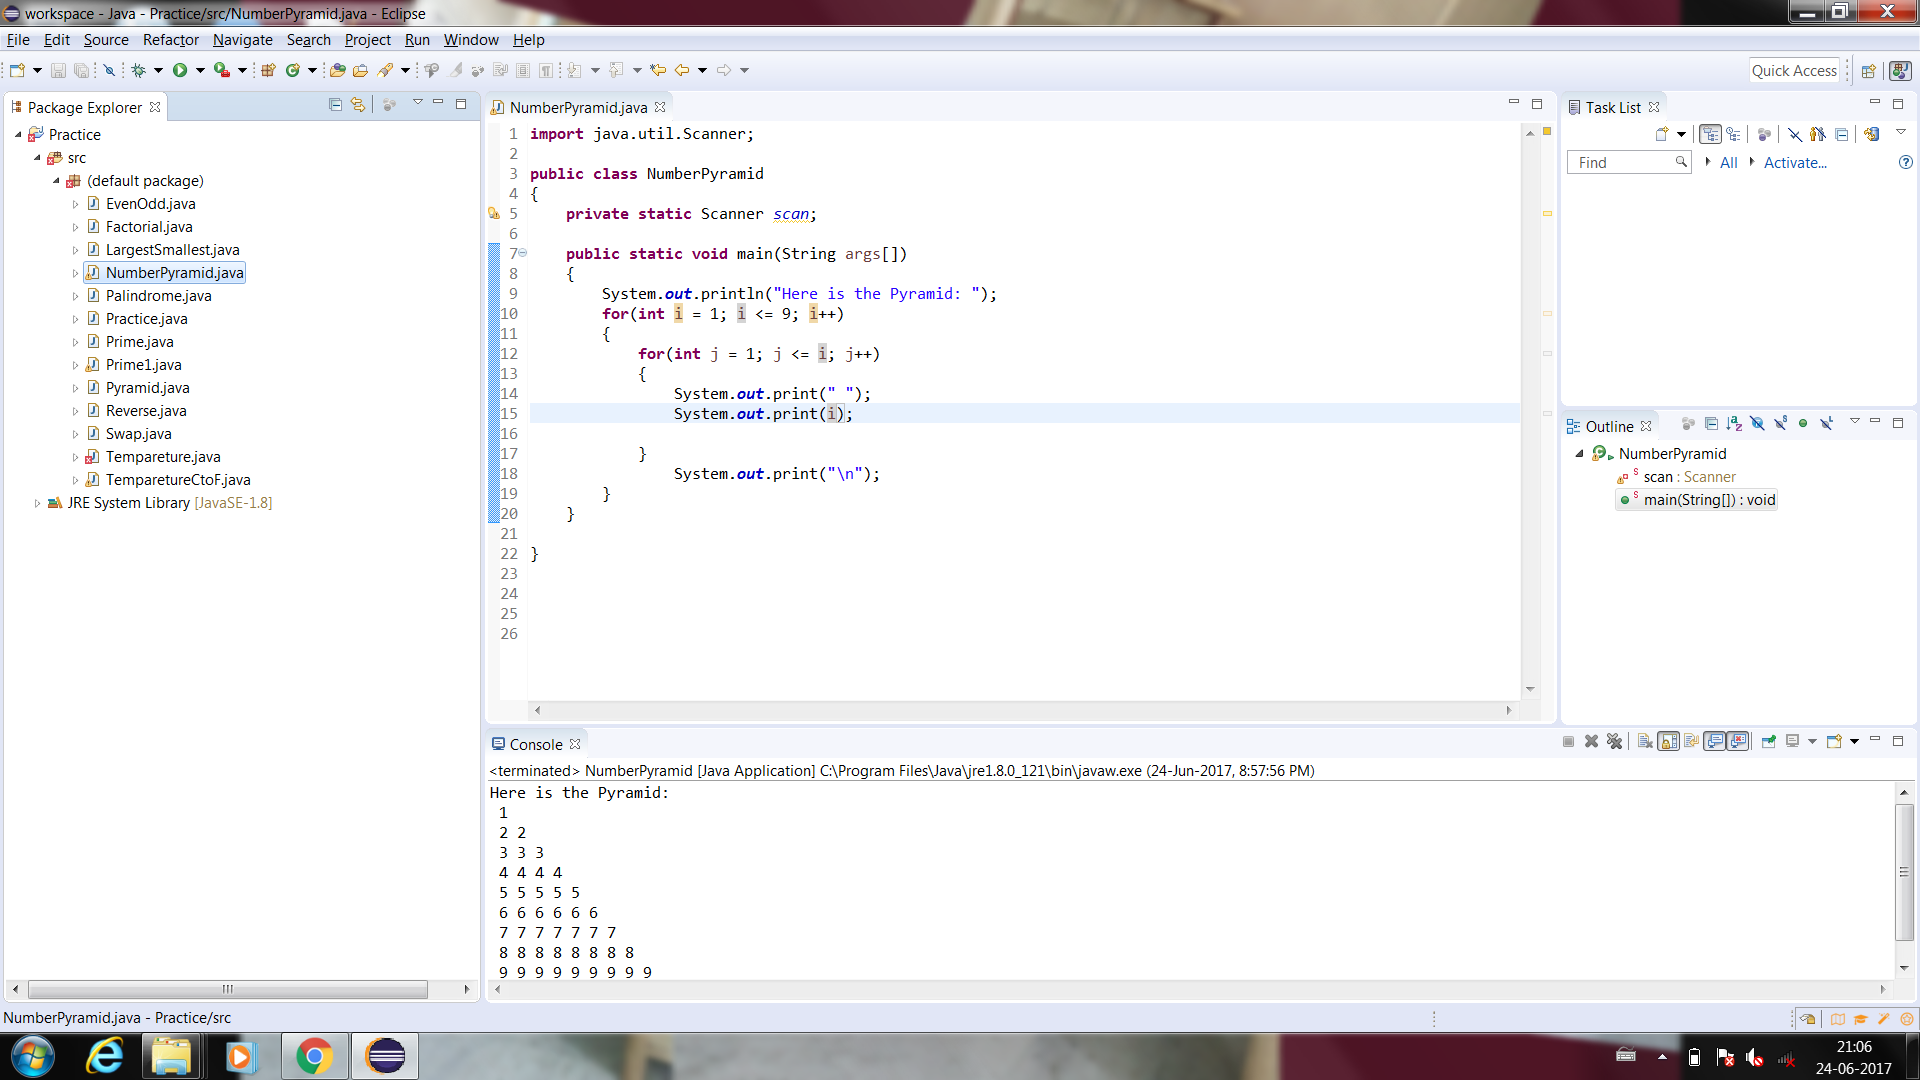 workspace - Java - Practice/src/NumberPyramid.java - Eclipse
File Edit Source Refactor Navigate Search Project Run Window Help
Quick Access
Package Explorer
Practice
src
(default package)
EvenOdd.java
Factorial.java
LargestSmallest.java
NumberPyramid.java
Palindrome.java
Practice.java
Prime.java
Prime1.java
Pyramid.java
Reverse.java
Swap.java
Tempareture.java
TemparetureCtoF.java
JRE System Library [JavaSE-1.8]
NumberPyramid.java
1 import java.util.Scanner;
2
3 public class NumberPyramid
4 {
5 private static Scanner scan;
6
7 public static void main(String args[])
8 {
9 System.out.println("Here is the Pyramid: ");
10 for(int i = 1; i <= 9; i++)
11 {
12 for(int j = 1; j <= i; j++)
13 {
14 System.out.print(" ");
15 System.out.print(i);
16
17 }
18 System.out.print("\n");
19 }
20 }
21
22 }
23
24
25
26
Task List
Find
All
Activate...
Outline
NumberPyramid
scan : Scanner
main(String[]) : void
Console
<terminated> NumberPyramid [Java Application] C:\Program Files\Java\jre1.8.0_121\bin\javaw.exe (24-Jun-2017, 8:57:56 PM)
Here is the Pyramid:
1
2 2
3 3 3
4 4 4 4
5 5 5 5 5
6 6 6 6 6 6
7 7 7 7 7 7 7
8 8 8 8 8 8 8 8
9 9 9 9 9 9 9 9 9
NumberPyramid.java - Practice/src
21:06
24-06-2017